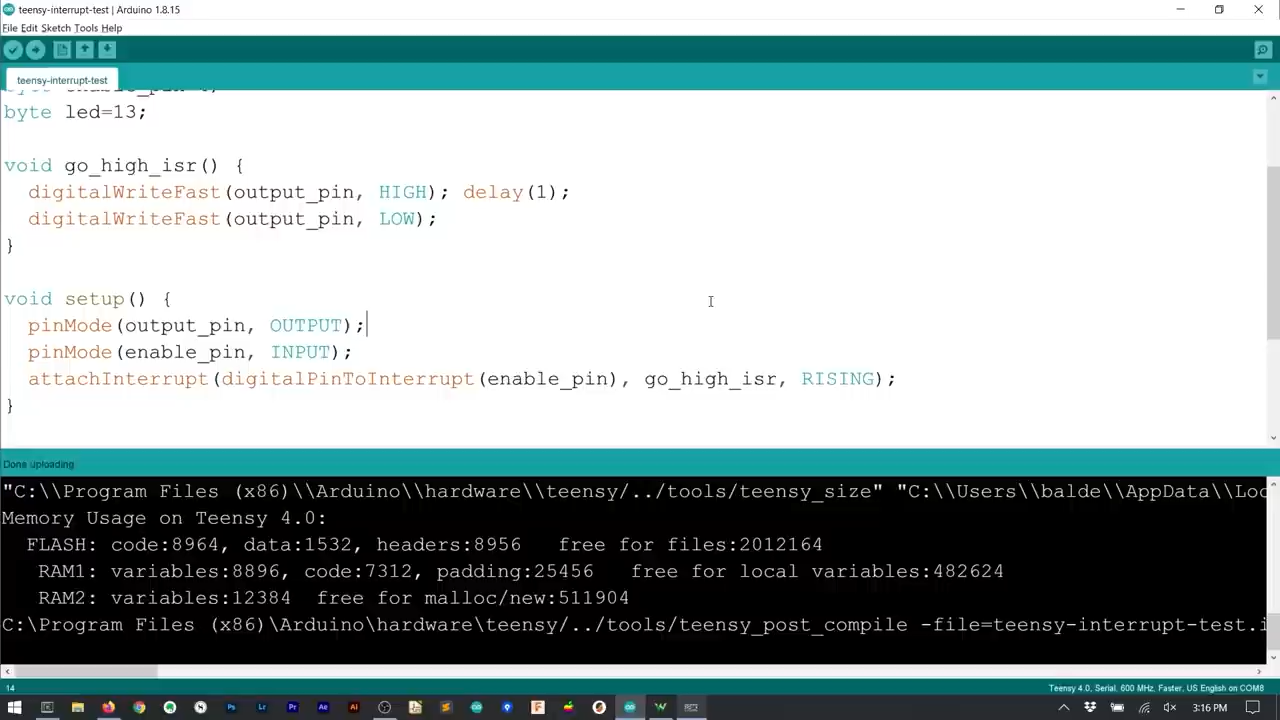 teensy-interrupt-test | Arduino 1.8.15
File Edit Sketch Tools Help
teensy-interrupt-test
byte led=13;
void go_high_isr() {
digitalWriteFast(output_pin, HIGH); delay(1);
digitalWriteFast(output_pin, LOW);
}
void setup() {
pinMode(output_pin, OUTPUT);
pinMode(enable_pin, INPUT);
attachInterrupt(digitalPinToInterrupt(enable_pin), go_high_isr, RISING);
}
Done uploading
"C:\\Program Files (x86)\\Arduino\\hardware\\teensy/../tools/teensy_size" "C:\\Users\\balde\\AppData\\Loc
Memory Usage on Teensy 4.0:
FLASH: code:8964, data:1532, headers:8956   free for files:2012164
RAM1: variables:8896, code:7312, padding:25456   free for local variables:482624
RAM2: variables:12384  free for malloc/new:511904
C:\Program Files (x86)\Arduino\hardware\teensy/../tools/teensy_post_compile -file=teensy-interrupt-test.i
14
Teensy 4.0, Serial, 600 MHz, Faster, US English on COM8
Ps Lr Pr Ae Ai
3:16 PM